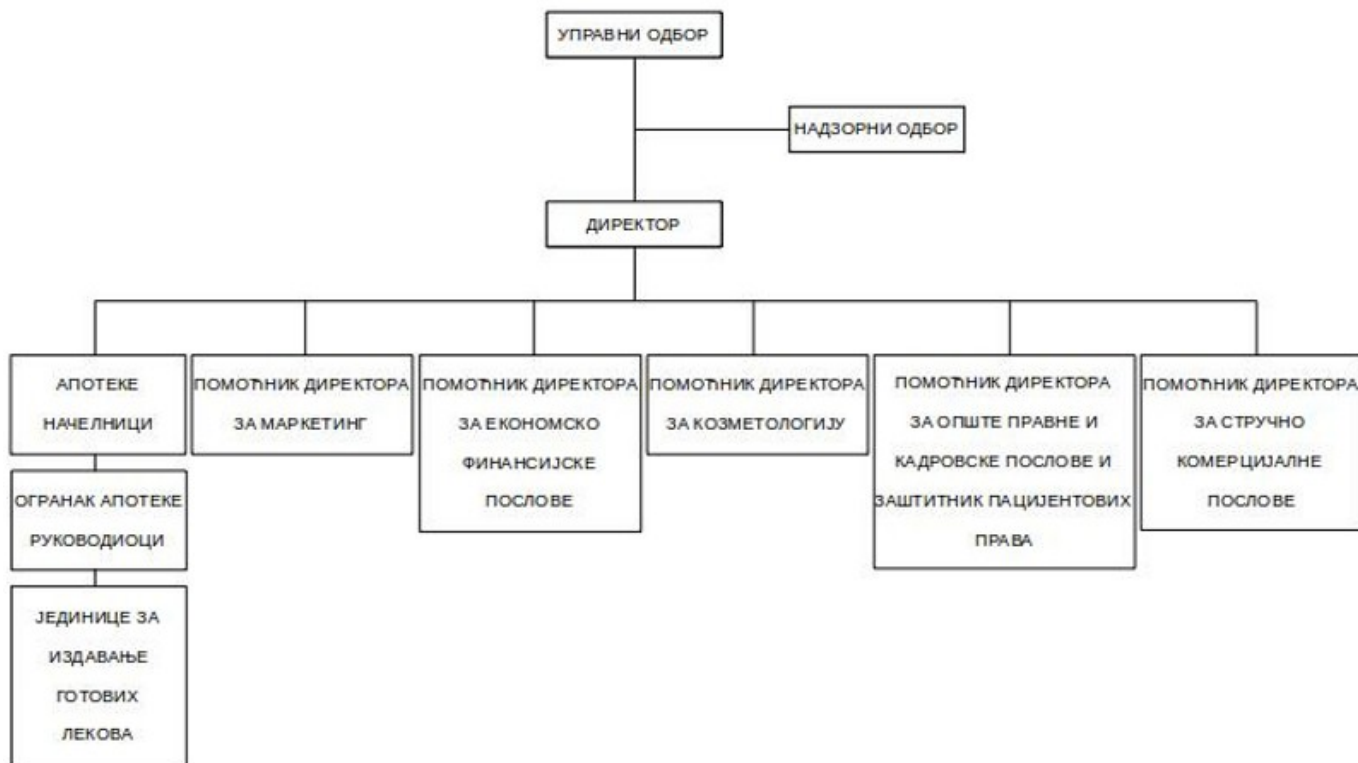 УПРАВНИ ОДБОР
НАДЗОРНИ ОДБОР
ДИРЕКТОР
АПОТЕКЕ
НАЧЕЛНИЦИ
ОГРАНАК АПОТЕКЕ
РУКОВОДИОЦИ
ЈЕДИНИЦЕ ЗА
ИЗДАВАЊЕ
ГОТОВИХ
ЛЕКОВА
ПОМОЋНИК ДИРЕКТОРА
ЗА МАРКЕТИНГ
ПОМОЋНИК ДИРЕКТОРА
ЗА ЕКОНОМСКО
ФИНАНСИЈСКЕ
ПОСЛОВЕ
ПОМОЋНИК ДИРЕКТОРА
ЗА КОЗМЕТОЛОГИЈУ
ПОМОЋНИК ДИРЕКТОРА
ЗА ОПШТЕ ПРАВНЕ И
КАДРОВСКЕ ПОСЛОВЕ И
ЗАШТИТНИК ПАЦИЈЕНТОВИХ
ПРАВА
ПОМОЋНИК ДИРЕКТОРА
ЗА СТРУЧНО
КОМЕРЦИЈАЛНЕ
ПОСЛОВЕ